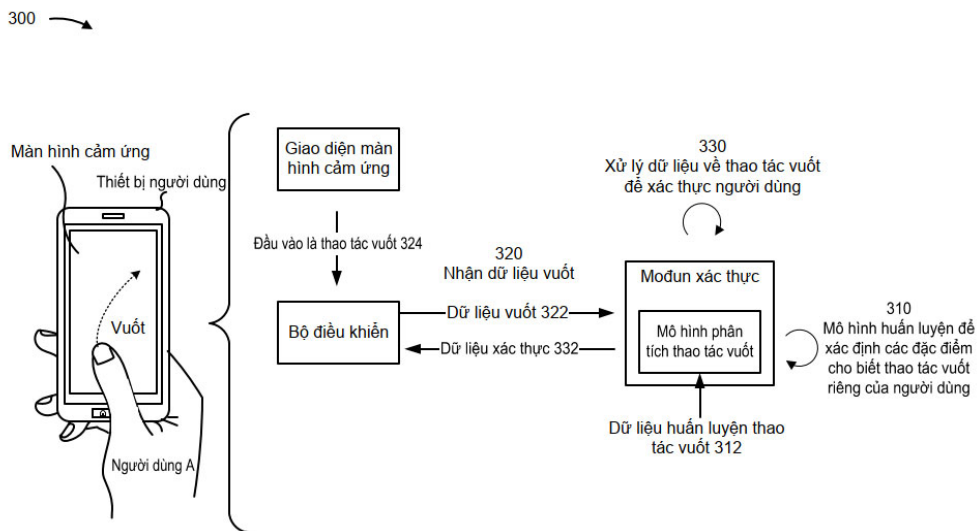 300
Màn hình cảm ứng
Thiết bị người dùng
Vuốt
Người dùng A
Giao diện màn
hình cảm ứng
Đầu vào là thao tác vuốt 324
Bộ điều khiển
320
Nhận dữ liệu vuốt
Dữ liệu vuốt 322
Dữ liệu xác thực 332
330
Xử lý dữ liệu về thao tác vuốt
để xác thực người dùng
Mođun xác thực
Mô hình phân
tích thao tác vuốt
310
Mô hình huấn luyện để
xác định các đặc điểm
cho biết thao tác vuốt
riêng của người dùng
Dữ liệu huấn luyện thao
tác vuốt 312